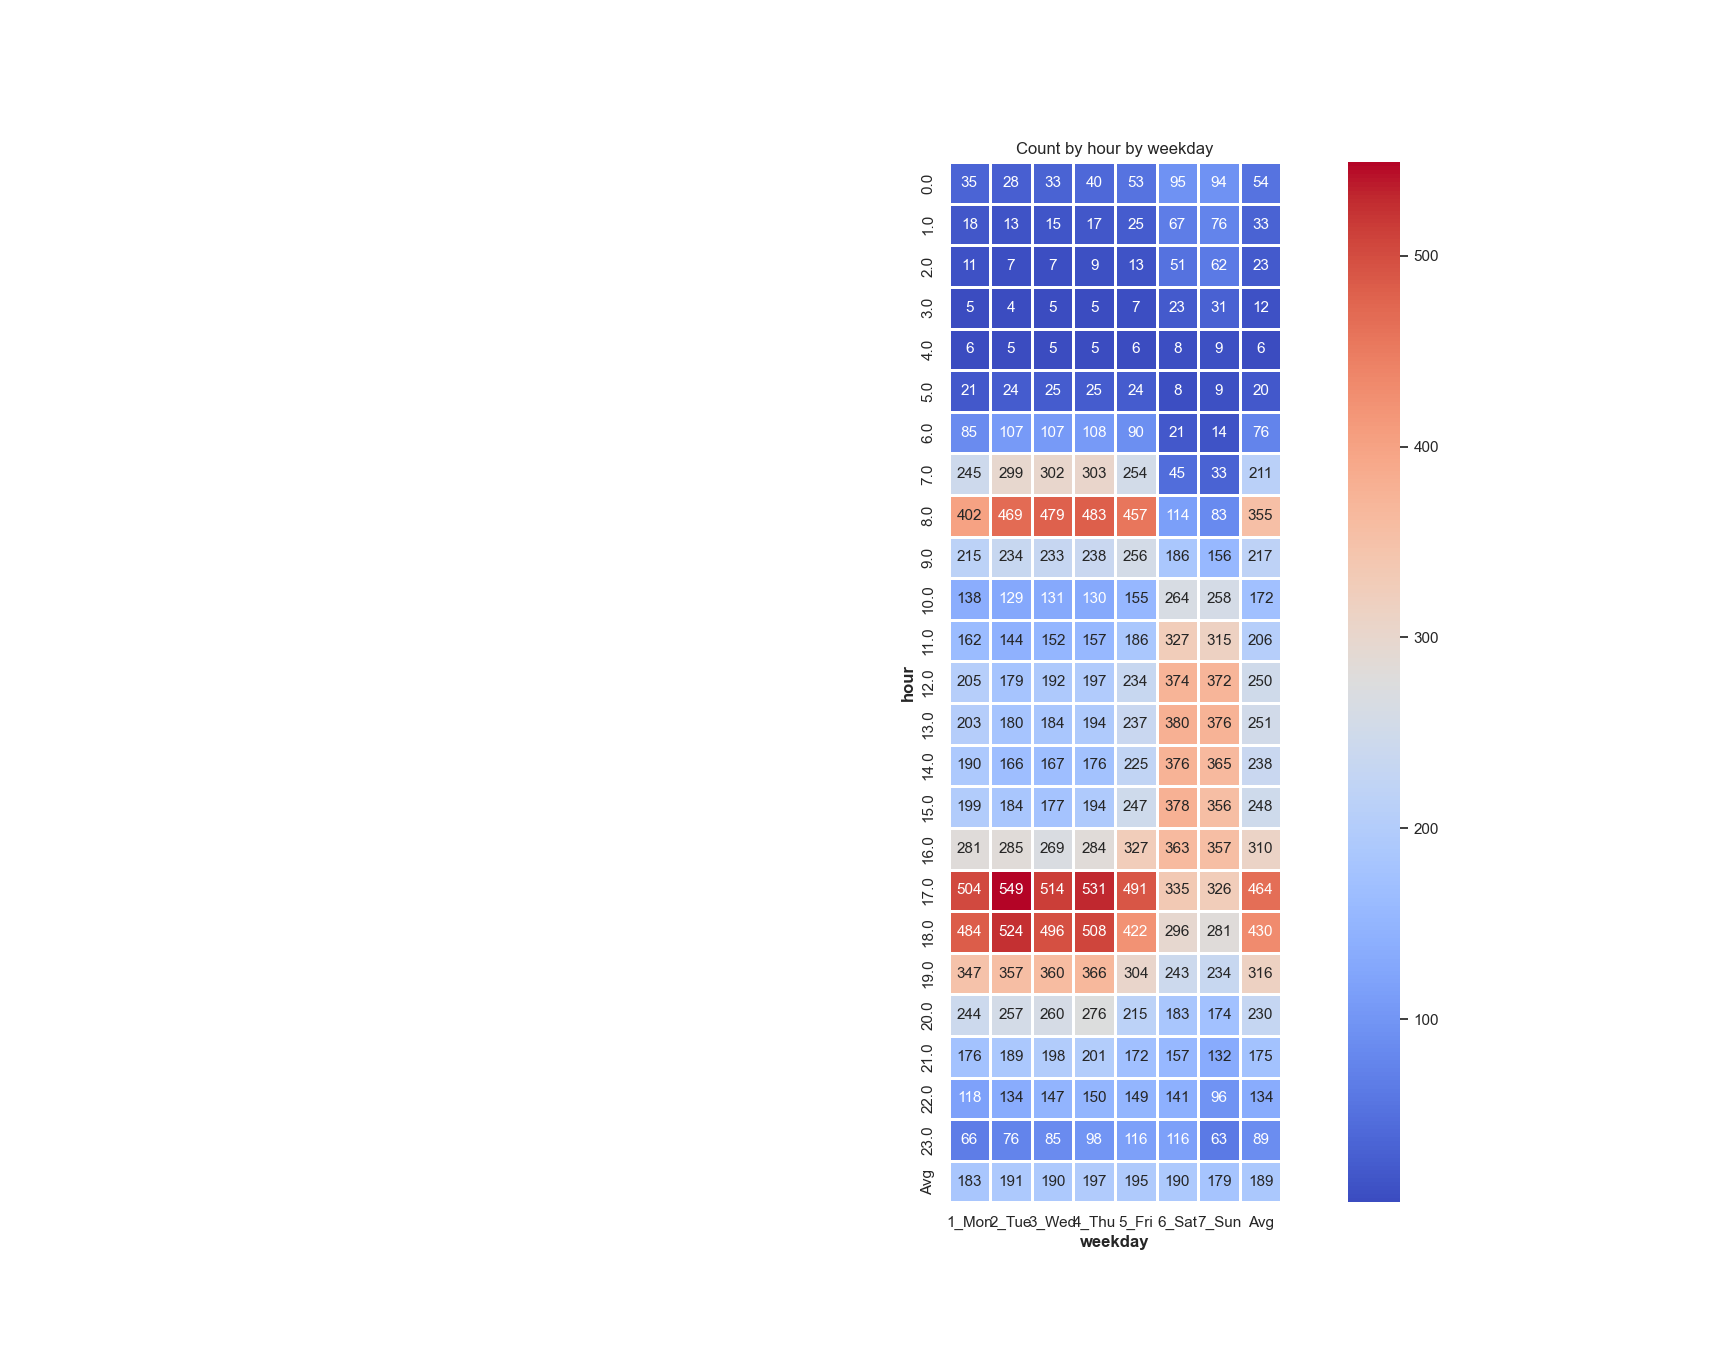 Count by hour by weekday
0.0 35 28 33 40 53 95 94 54
1.0 18 13 15 17 25 67 76 33
2.0 11 7 7 9 13 51 62 23
3.0 5 4 5 5 7 23 31 12
4.0 6 5 5 5 6 8 9 6
5.0 21 24 25 25 24 8 9 20
6.0 85 107 107 108 90 21 14 76
7.0 245 299 302 303 254 45 33 211
8.0 402 469 479 483 457 114 83 355
9.0 215 234 233 238 256 186 156 217
10.0 138 129 131 130 155 264 258 172
11.0 162 144 152 157 186 327 315 206
12.0 205 179 192 197 234 374 372 250
13.0 203 180 184 194 237 380 376 251
14.0 190 166 167 176 225 376 365 238
15.0 199 184 177 194 247 378 356 248
16.0 281 285 269 284 327 363 357 310
17.0 504 549 514 531 491 335 326 464
18.0 484 524 496 508 422 296 281 430
19.0 347 357 360 366 304 243 234 316
20.0 244 257 260 276 215 183 174 230
21.0 176 189 198 201 172 157 132 175
22.0 118 134 147 150 149 141 96 134
23.0 66 76 85 98 116 116 63 89
Avg 183 191 190 197 195 190 179 189
1_Mon 2_Tue 3_Wed 4_Thu 5_Fri 6_Sat 7_Sun Avg
weekday
hour
500
400
300
200
100